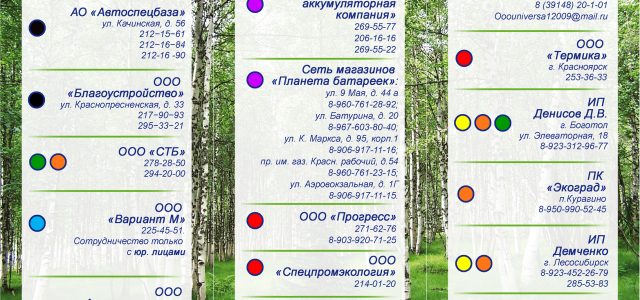 АО «Автоспецбаза»
ул. Качинская, д. 56
212–15–61
212–16–84
212-16 -90
ООО
«Благоустройство»
ул. Краснопресненская, д. 33
217–90–93
295–33–21
ООО «СТБ»
278-28-50
294-20-00
ООО
«Вариант М»
225-45-51.
Сотрудничество только
с юр. лицами
ООО
аккумуляторная
компания»
269-55-77
206-16-16
269-55-22
Сеть магазинов
«Планета батареек»:
ул. 9 Мая, д. 44 а
8-960-761-28-92;
ул. Батурина, д. 20
8-967-603-80-40;
ул. К. Маркса, д. 95, корп.1
8-906-917-11-16;
пр. им. газ. Красн. рабочий, д.54
8-960-761-23-15;
ул. Аэровокзальная, д. 1Г
8-906-917-11-15.
ООО «Прогресс»
271-62-76
8-903-920-71-25
ООО
«Спецпромэкология»
214-01-20
8 (39148) 20-1-01
Ooouniversa12009@mail.ru
ООО
«Термика»
г. Красноярск
253-36-33
ИП
Денисов Д.В.
г. Боготол
ул. Элеваторная, 18
8-923-312-96-77
ПК
«Экоград»
п.Курагино
8-950-990-52-45
ИП
Демченко
г. Лесосибирск
8-923-452-26-79
285-53-83